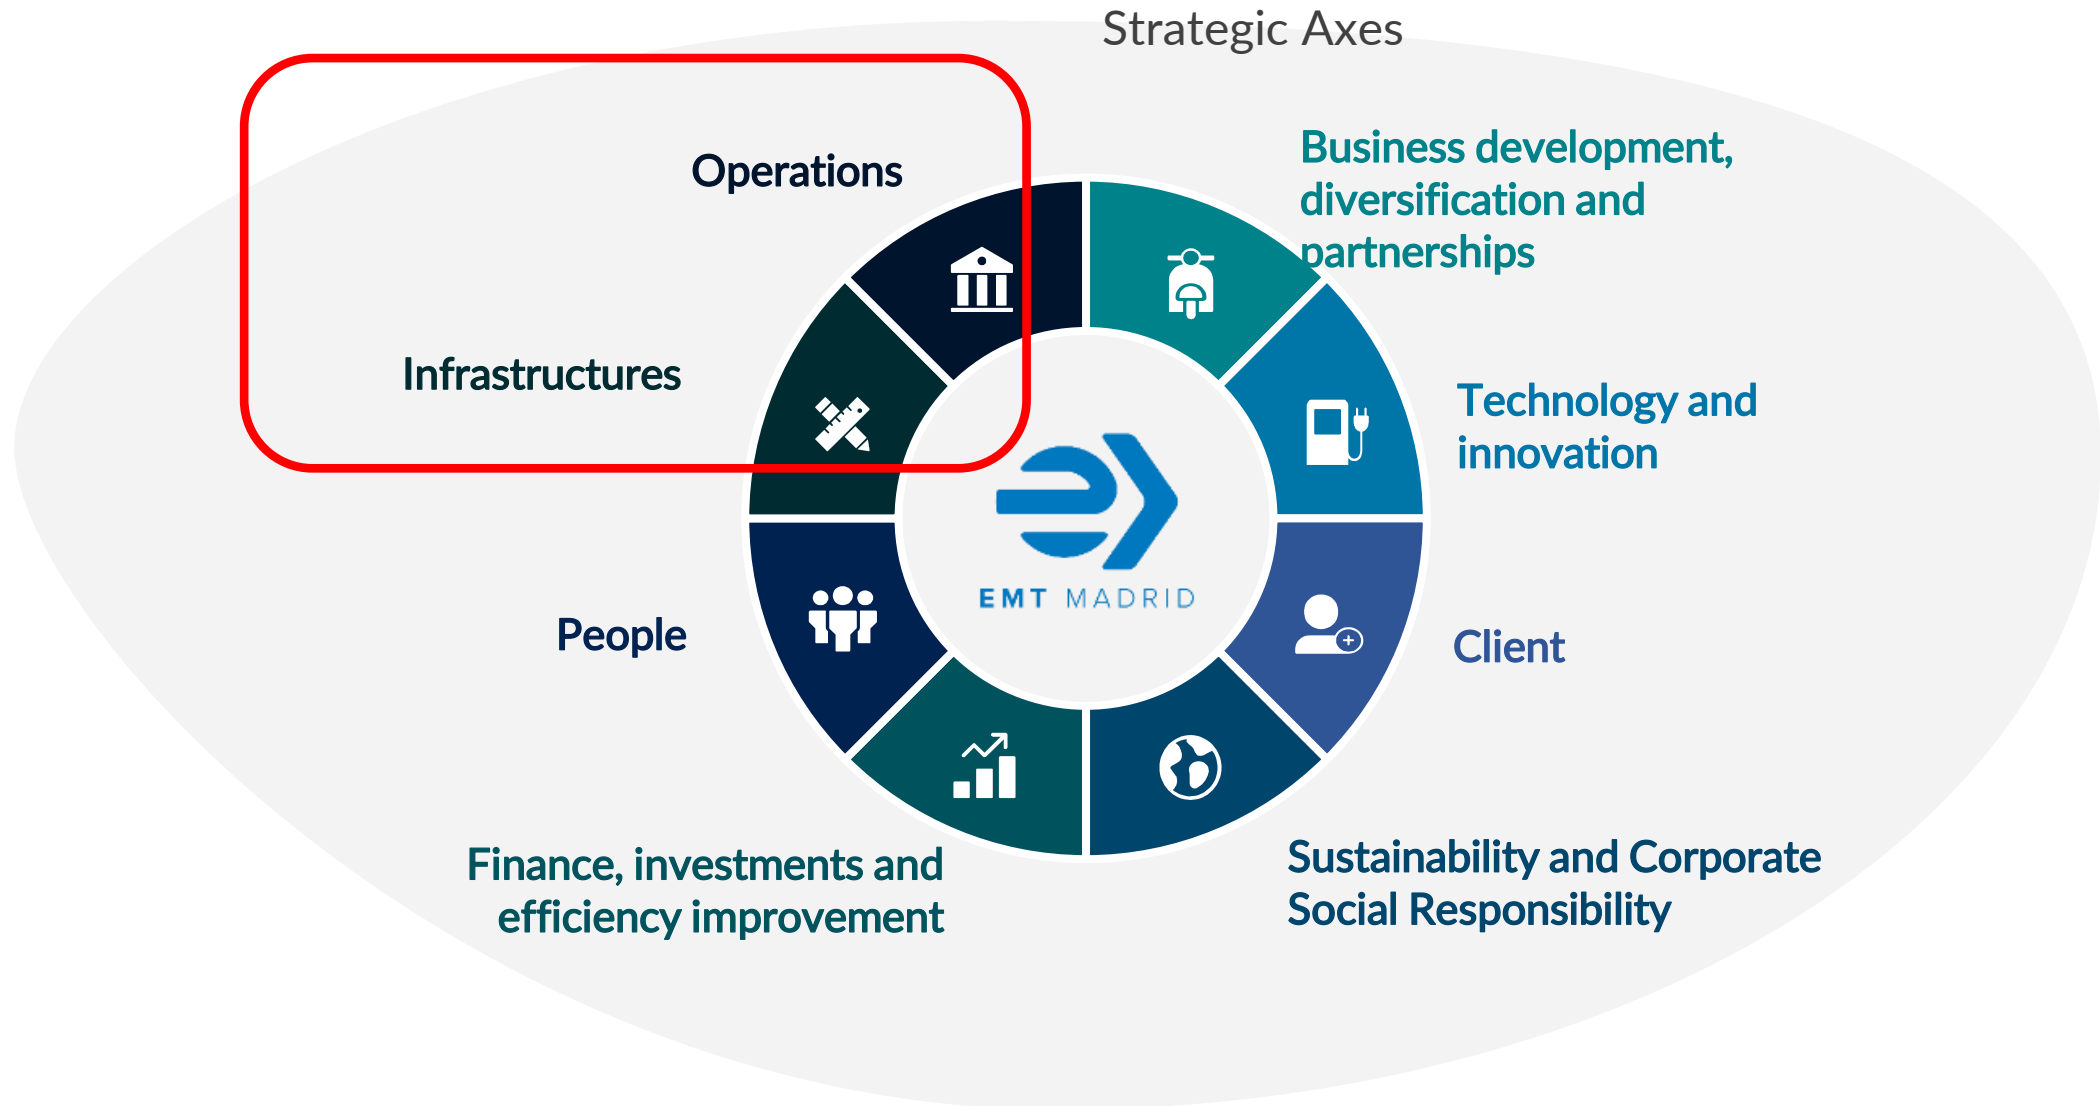 Strategic Axes
Operations
Business development,
diversification and
partnerships
Infrastructures
Technology and
innovation
EMT MADRID
People
Client
Finance, investments and
efficiency improvement
Sustainability and Corporate
Social Responsibility